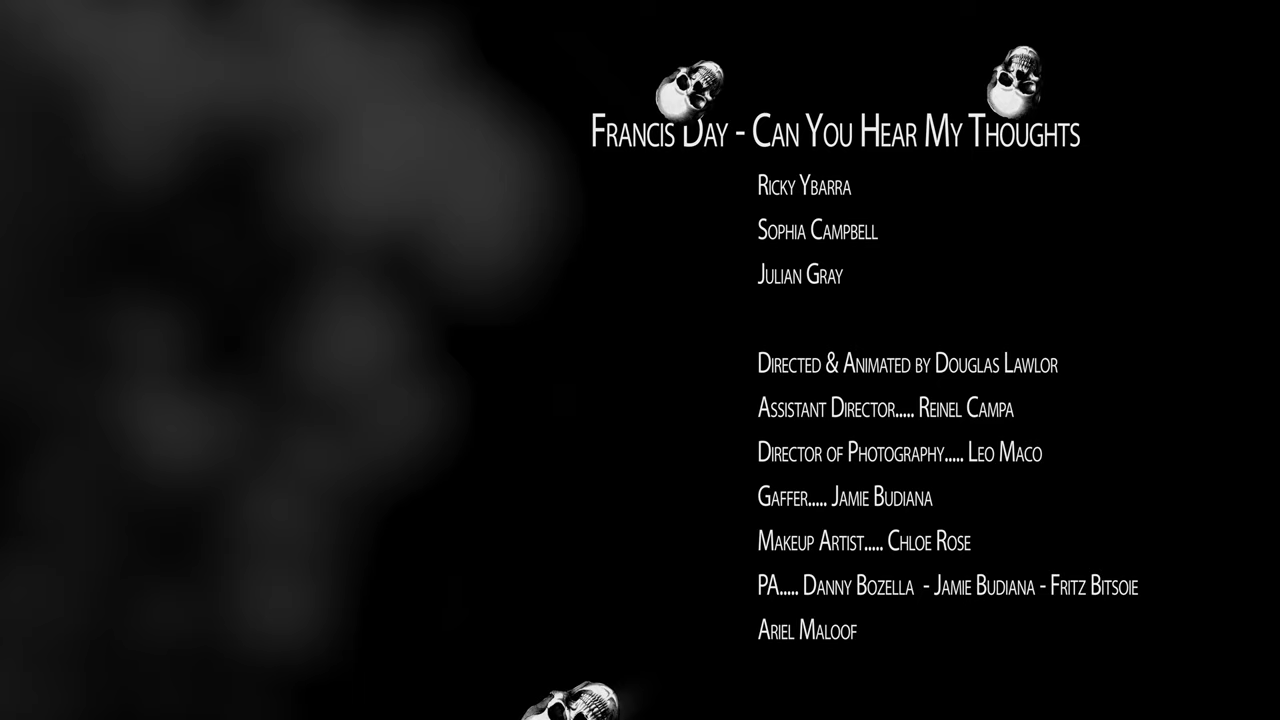 Francis Day - Can You Hear My Thoughts
Ricky Ybarra
Sophia Campbell
Julian Gray
Directed & Animated by Douglas Lawlor
Assistant Director..... Reinel Campa
Director of Photography..... Leo Maco
Gaffer..... Jamie Budiana
Makeup Artist..... Chloe Rose
PA..... Danny Bozella - Jamie Budiana - Fritz Bitsoie
Ariel Maloof